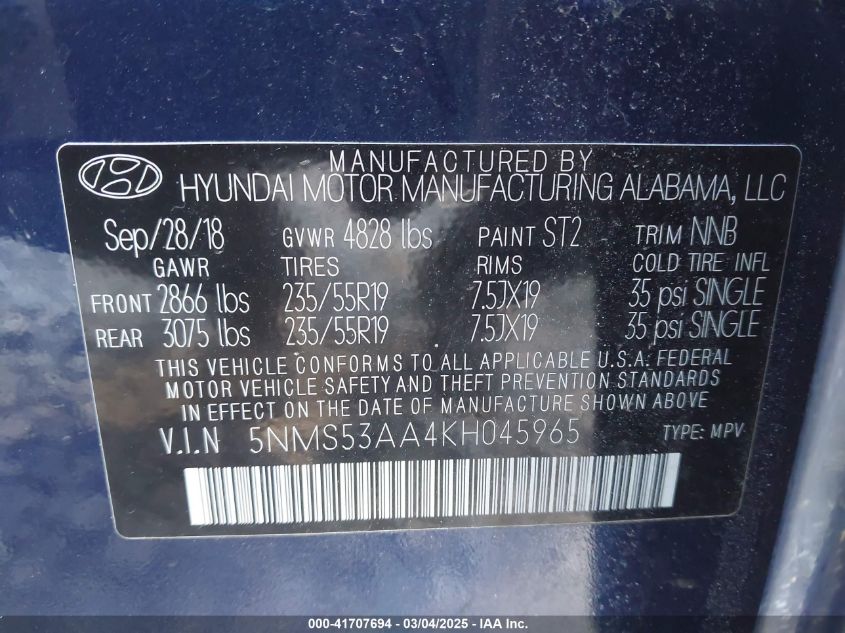 MANUFACTURED BY
HYUNDAI MOTOR MANUFACTURING ALABAMA, LLC
Sep/28/18 GVWR 4828 lbs PAINT ST2 TRIM NNB
GAWR TIRES RIMS COLD TIRE INFL
FRONT 2866 lbs 235/55R19 7.5JX19 35 psi SINGLE
REAR 3075 lbs 235/55R19 7.5JX19 35 psi SINGLE
THIS VEHICLE CONFORMS TO ALL APPLICABLE U.S.A. FEDERAL
MOTOR VEHICLE SAFETY AND THEFT PREVENTION STANDARDS
IN EFFECT ON THE DATE OF MANUFACTURE SHOWN ABOVE
V.I.N 5NMS53AA4KH045965 TYPE: MPV
000-41707694 - 03/04/2025 - IAA Inc.